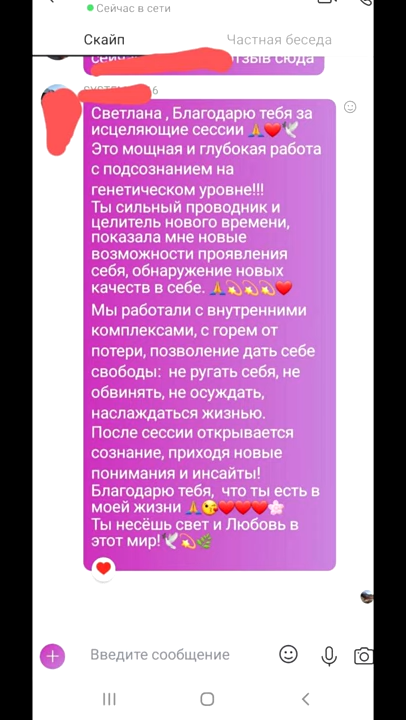 Сейчас в сети
Скайп
Частная беседа
отзыв сюда
Светлана , Благодарю тебя за
исцеляющие сессии 🙏❤️🕊️
Это мощная и глубокая работа
с подсознанием на
генетическом уровне!!!
Ты сильный проводник и
целитель нового времени,
показала мне новые
возможности проявления
себя, обнаружение новых
качеств в себе. 🙏💫💫💫❤️
Мы работали с внутренними
комплексами, с горем от
потери, позволение дать себе
свободы:  не ругать себя, не
обвинять, не осуждать,
наслаждаться жизнью.
После сессии открывается
сознание, приходя новые
понимания и инсайты!
Благодарю тебя,  что ты есть в
моей жизни 🙏😘❤️❤️❤️🌸
Ты несёшь свет и Любовь в
этот мир!🕊️💫🌿
Введите сообщение